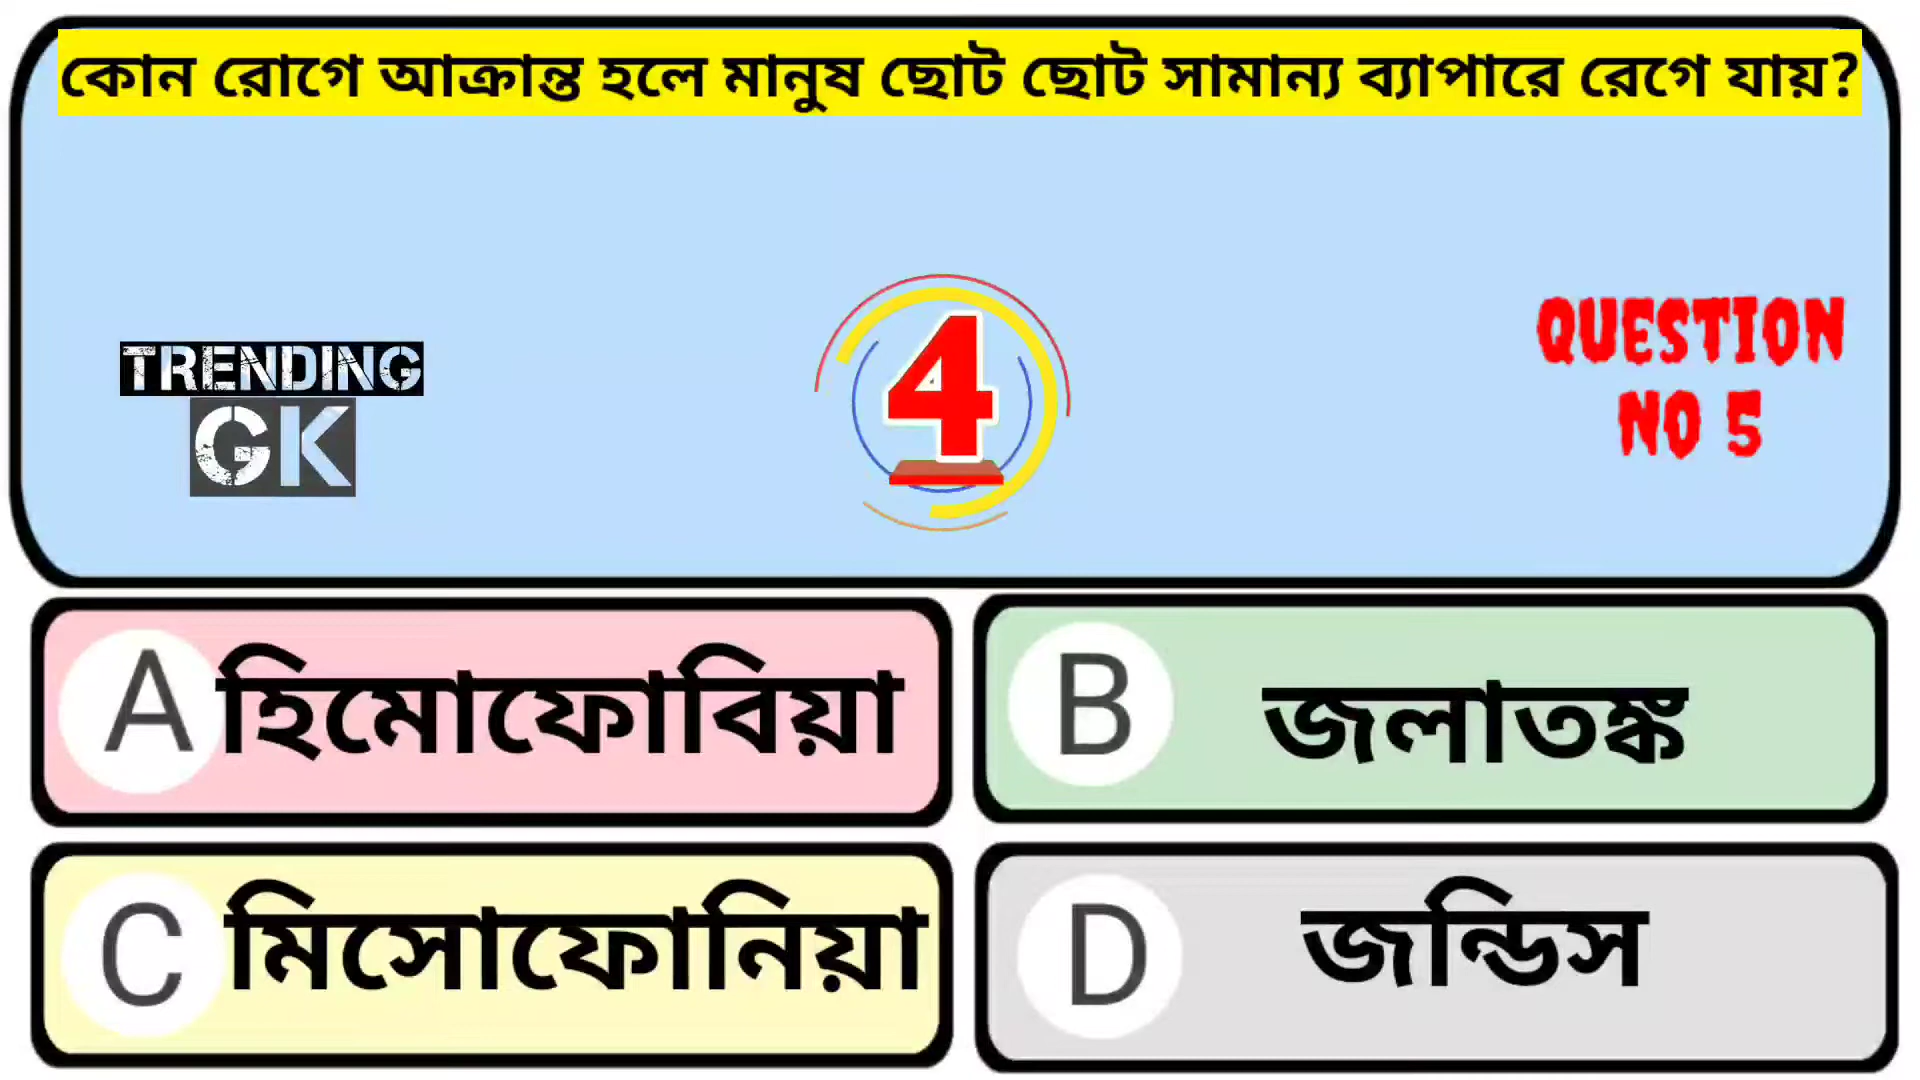 কোন রোগে আক্রান্ত হলে মানুষ ছোট ছোট সামান্য ব্যাপারে রেগে যায়?
TRENDING
GK
4
QUESTION
NO 5
A হিমোফোবিয়া
B জলাতঙ্ক
C মিসোফোনিয়া
D জন্ডিস